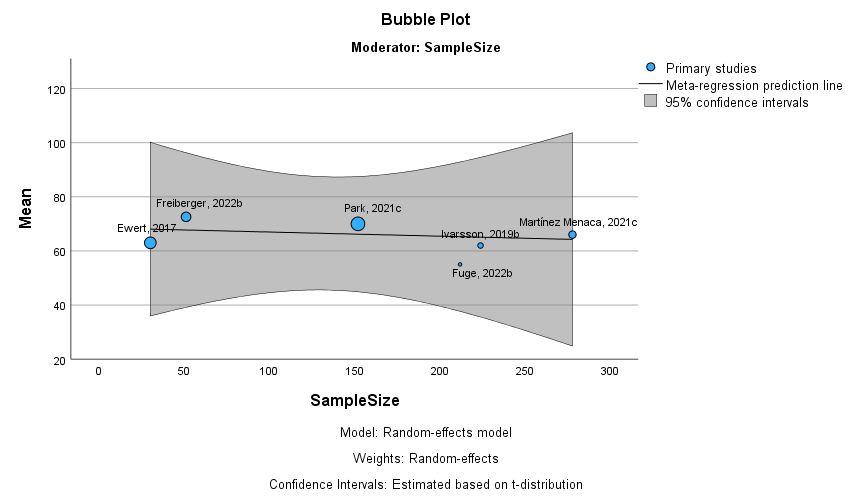 Bubble Plot
Moderator: SampleSize
Primary studies
Meta-regression prediction line
95% confidence intervals
120
100
80
60
40
20
Mean
Freiberger, 2022b
Park, 2021c
Ewert, 2017
Ivarsson, 2019b
Martínez Menaca, 2021c
Fuge, 2022b
0 50 100 150 200 250 300
SampleSize
Model: Random-effects model
Weights: Random-effects
Confidence Intervals: Estimated based on t-distribution